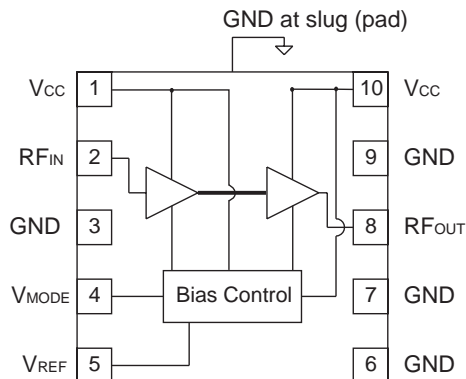 GND at slug (pad)
VCC 1 10 VCC
RFIN 2 9 GND
GND 3 8 RFOUT
VMODE 4 Bias Control 7 GND
VREF 5 6 GND